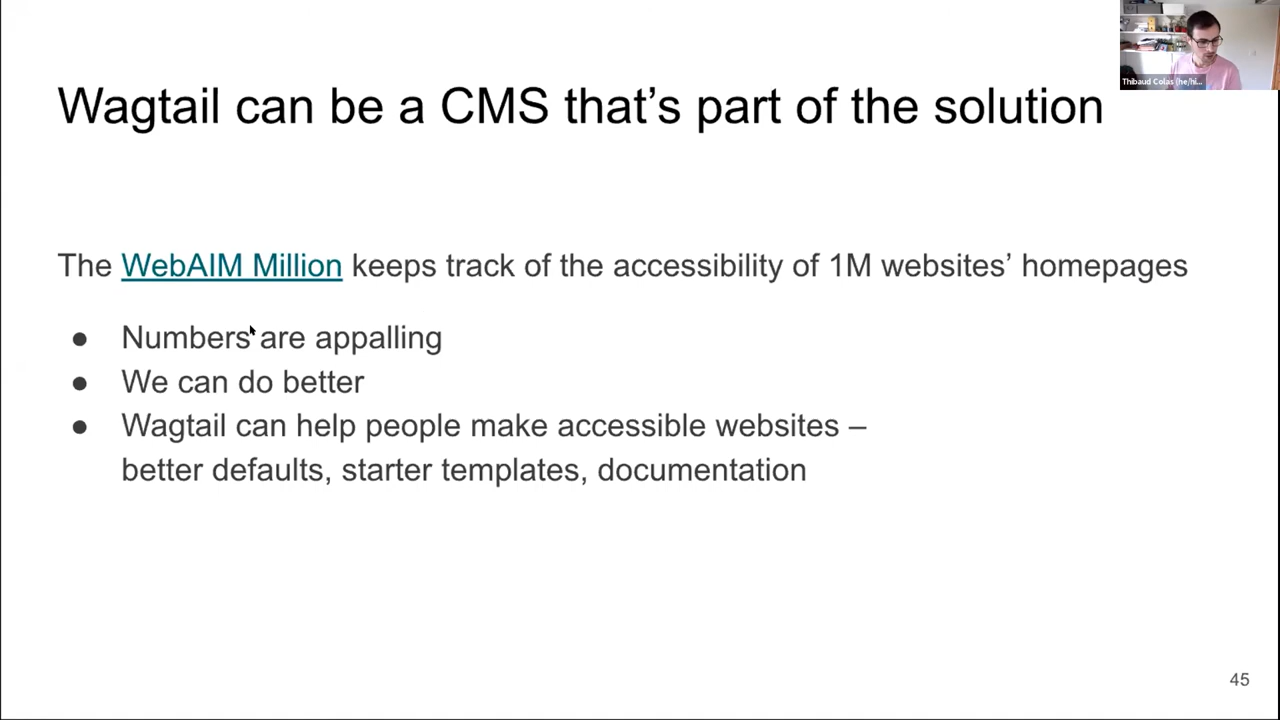 Wagtail can be a CMS that's part of the solution
Thibaud Colas (he/hi...
The WebAIM Million keeps track of the accessibility of 1M websites' homepages
● Numbers are appalling
● We can do better
● Wagtail can help people make accessible websites –
better defaults, starter templates, documentation
45